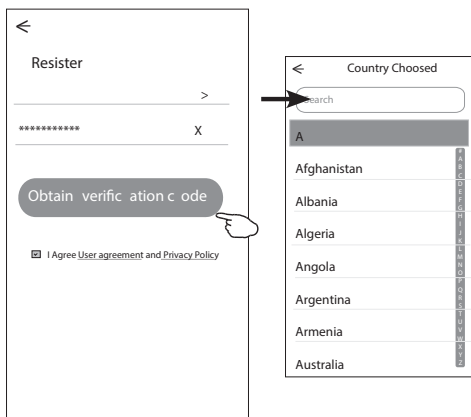 Resister
>
*********** X
Obtain verific ation c ode
I Agree User agreement and Privacy Policy
Country Choosed
Search
A
Afghanistan
Albania
Algeria
Angola
Argentina
Armenia
Australia
#
A
B
C
D
E
F
G
H
I
J
K
L
M
N
O
P
Q
R
S
T
U
V
W
X
Y
Z